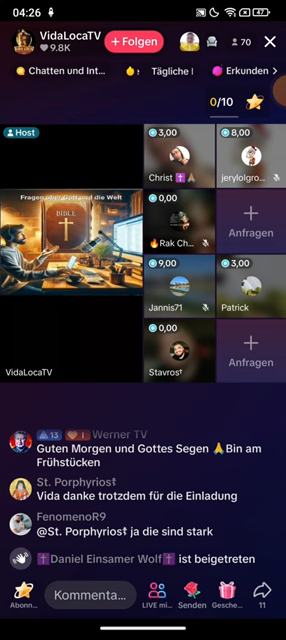 04:26
47
VidaLocaTV
9.8K
+ Folgen
70
Chatten und Int...
Tägliche
Erkunden >
0/10
Host
3,00
8,00
Fragen über Gott und die Welt
BIBLE
Christ ✝️🙏🏽
jerylolgro...
0,00
+
🔥Rak Ch...
Anfragen
9,00
3,00
Jannis71
Patrick
0,00
+
VidaLocaTV
Stavros☦
Anfragen
13 1 Werner TV
Guten Morgen und Gottes Segen 🙏Bin am
Frühstücken
St. Porphyrios☦
Vida danke trotzdem für die Einladung
FenomenoR9
@St. Porphyrios☦ ja die sind stark
✝️Daniel Einsamer Wolf✝️ ist beigetreten
Kommenta...
Abonn...
LIVE mi...
Senden
Gesche...
11